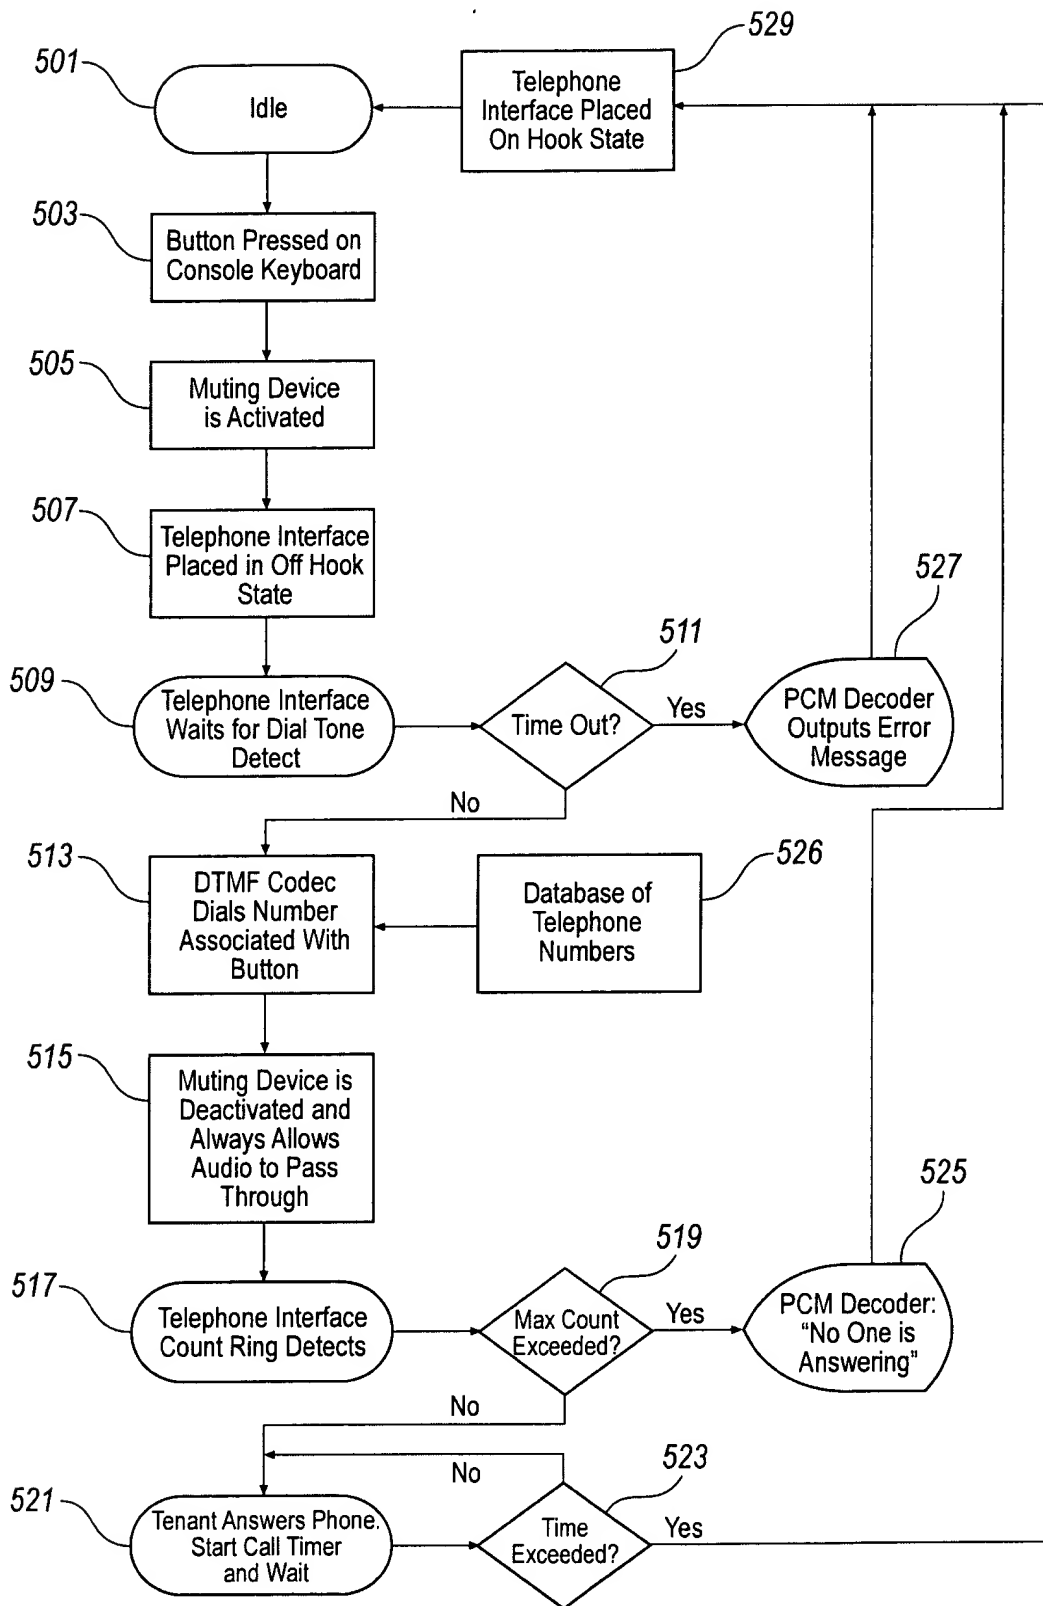 529
501
Idle
Telephone
Interface Placed
On Hook State
503
Button Pressed on
Console Keyboard
505
Muting Device
is Activated
507
Telephone Interface
Placed in Off Hook
State
509
Telephone Interface
Waits for Dial Tone
Detect
511
Time Out?
Yes
No
527
PCM Decoder
Outputs Error
Message
513
DTMF Codec
Dials Number
Associated With
Button
526
Database of
Telephone
Numbers
515
Muting Device is
Deactivated and
Always Allows
Audio to Pass
Through
517
Telephone Interface
Count Ring Detects
519
Max Count
Exceeded?
Yes
No
525
PCM Decoder:
“No One is
Answering”
521
Tenant Answers Phone.
Start Call Timer
and Wait
523
Time
Exceeded?
No
Yes